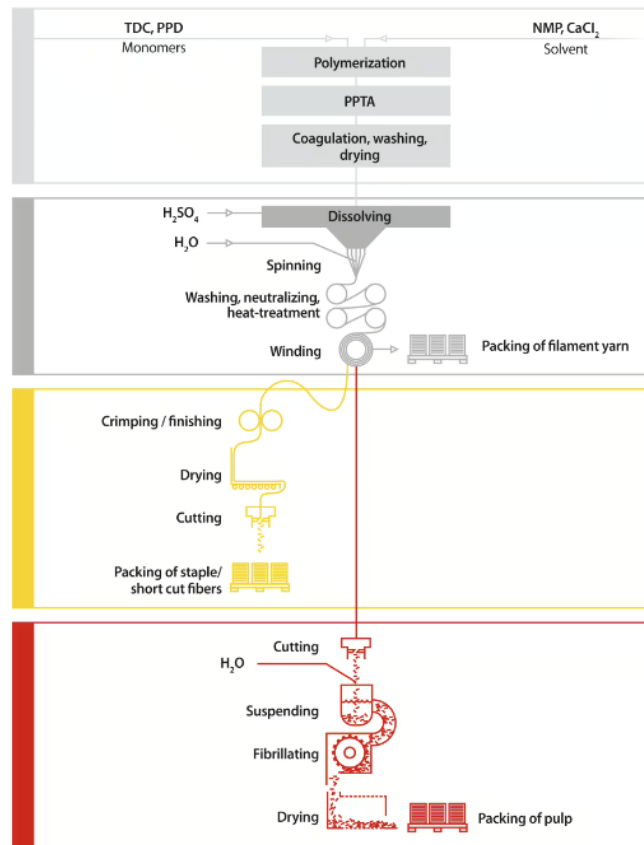 TDC, PPD
Monomers
NMP, CaCl₂
Solvent
Polymerization
PPTA
Coagulation, washing,
drying
H₂SO₄
Dissolving
H₂O
Spinning
Washing, neutralizing,
heat-treatment
Winding
Packing of filament yarn
Crimping / finishing
Drying
Cutting
Packing of staple/
short cut fibers
Cutting
H₂O
Suspending
Fibrillating
Drying
Packing of pulp